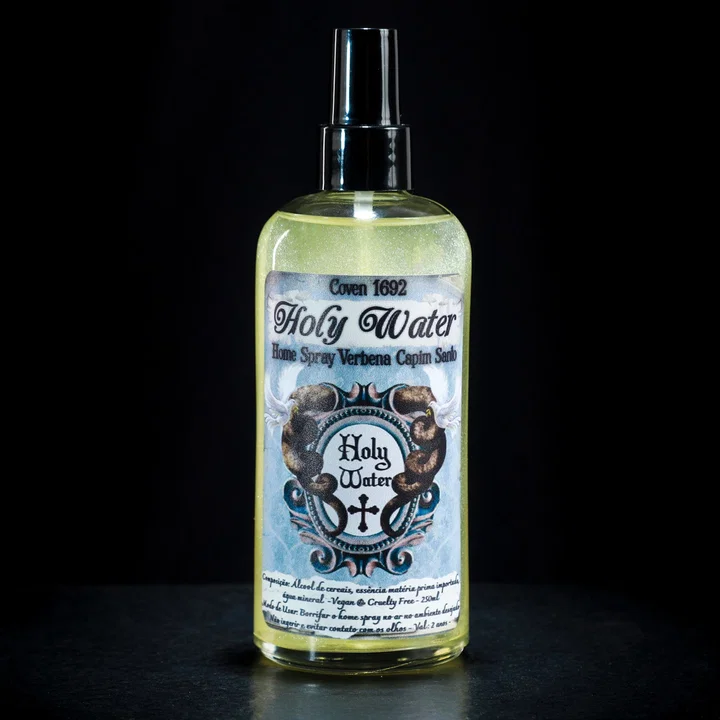 Coven 1692
Holy Water
Home Spray Verbena Capim Santo
Holy
Water
Composição: Álcool de cereais, essência matéria prima importada,
água mineral -Vegan & Cruelty Free - 250ml
Modo de Usar: Borrifar o home spray no ar no ambiente desejado
Não ingerir e evitar contato com os olhos - Val.: 2 anos -